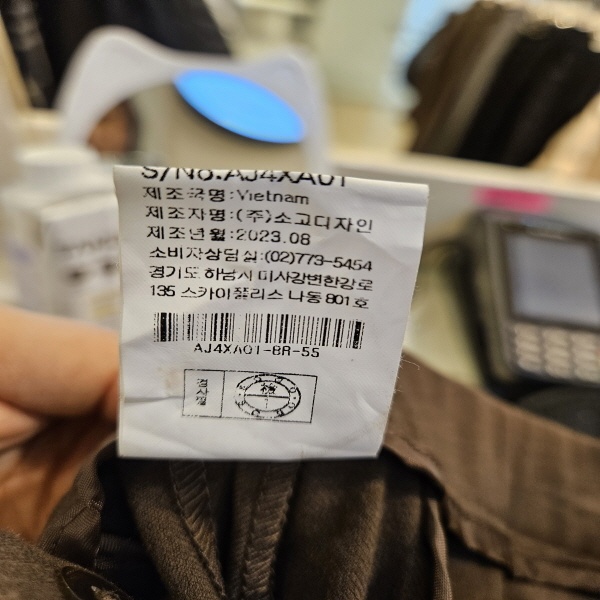 S/No.AJ4XA01
제조국명:Vietnam
제조자명:(주)소고디자인
제조년월:2023.08
소비자상담실:(02)773-5454
경기도 하남시 미사강변한강로
135 스카이폴리스 나동 801호
AJ4XA01-BR-55
검사필